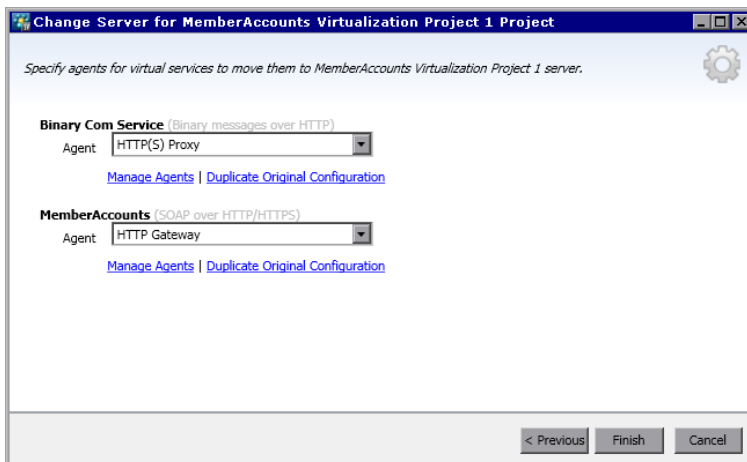 Change Server for MemberAccounts Virtualization Project 1 Project
Specify agents for virtual services to move them to MemberAccounts Virtualization Project 1 server.
Binary Com Service (Binary messages over HTTP)
Agent HTTP(S) Proxy
Manage Agents | Duplicate Original Configuration
MemberAccounts (SOAP over HTTP/HTTPS)
Agent HTTP Gateway
Manage Agents | Duplicate Original Configuration
< Previous Finish Cancel